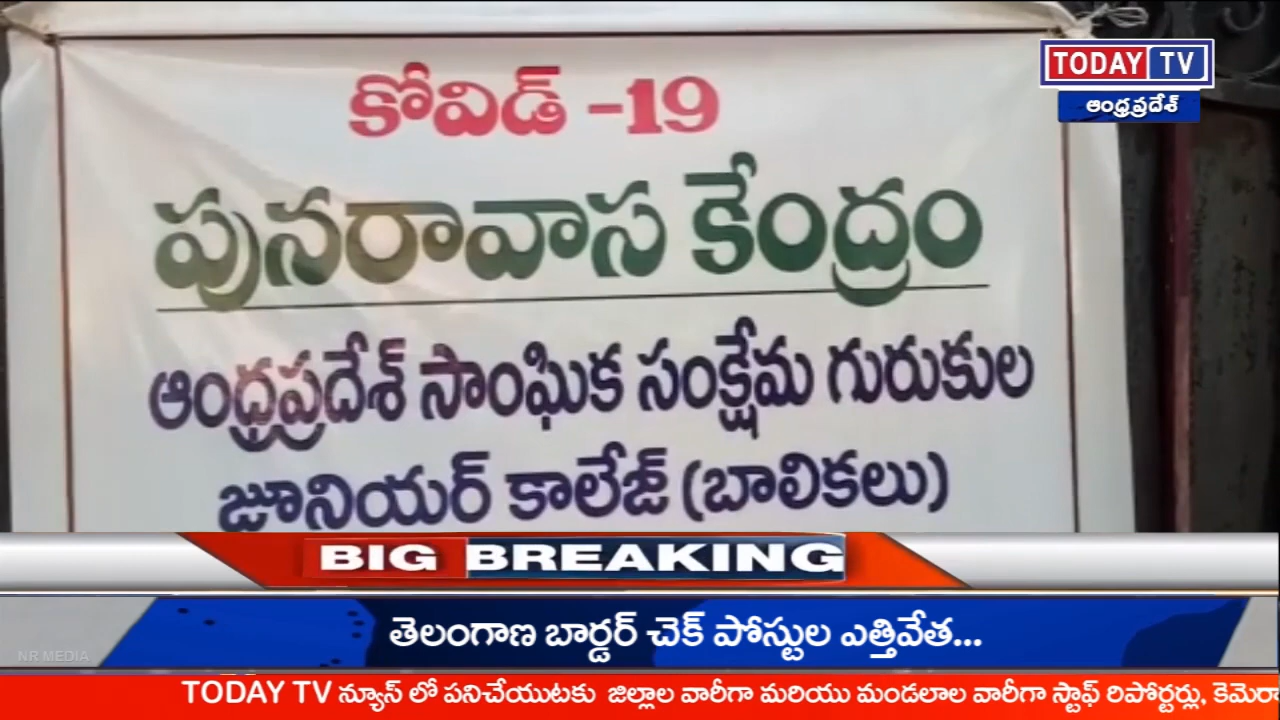 TODAY TV
ఆంధ్రప్రదేశ్
కోవిడ్ -19
పునరావాస కేంద్రం
ఆంధ్రప్రదేశ్ సాంఘిక సంక్షేమ గురుకుల
జూనియర్ కాలేజ్ (బాలికలు)
BIG BREAKING
తెలంగాణ బార్డర్ చెక్ పోస్టుల ఎత్తివేత...
NR MEDIA
TODAY TV న్యూస్ లో పనిచేయుటకు జిల్లాల వారీగా మరియు మండలాల వారీగా స్టాఫ్ రిపోర్టర్లు, కెమెరా